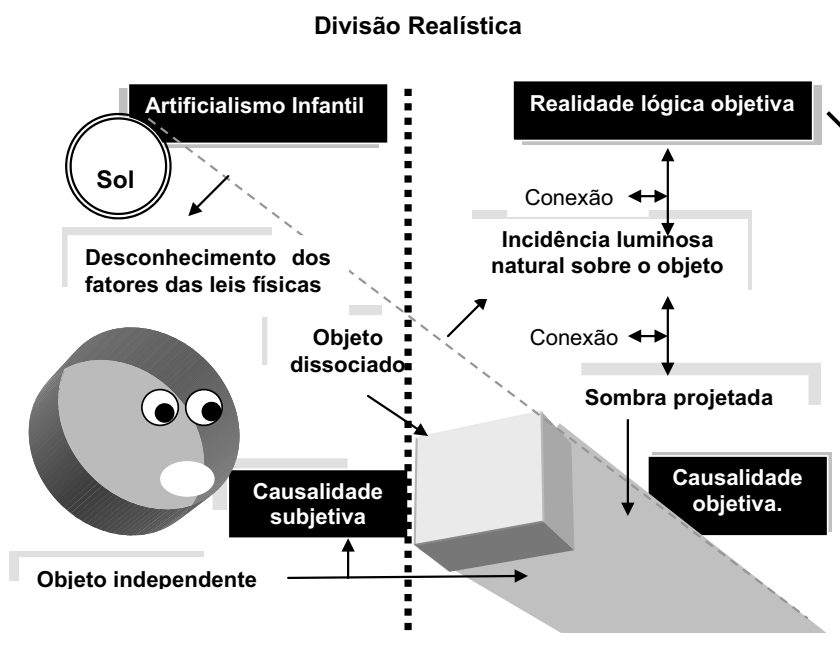 Divisão Realística
Artificialismo Infantil
Sol
Desconhecimento dos
fatores das leis físicas
Objeto
dissociado
Causalidade
subjetiva
Objeto independente
Realidade lógica objetiva
Conexão
Incidência luminosa
natural sobre o objeto
Conexão
Sombra projetada
Causalidade
objetiva.